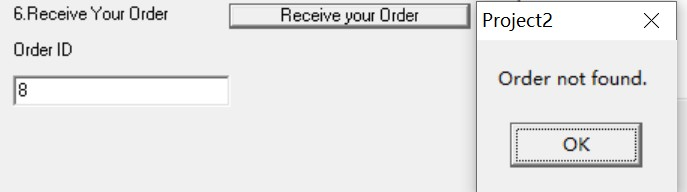 6.Receive Your Order
Receive your Order
Order ID
8
Project2
Order not found.
OK